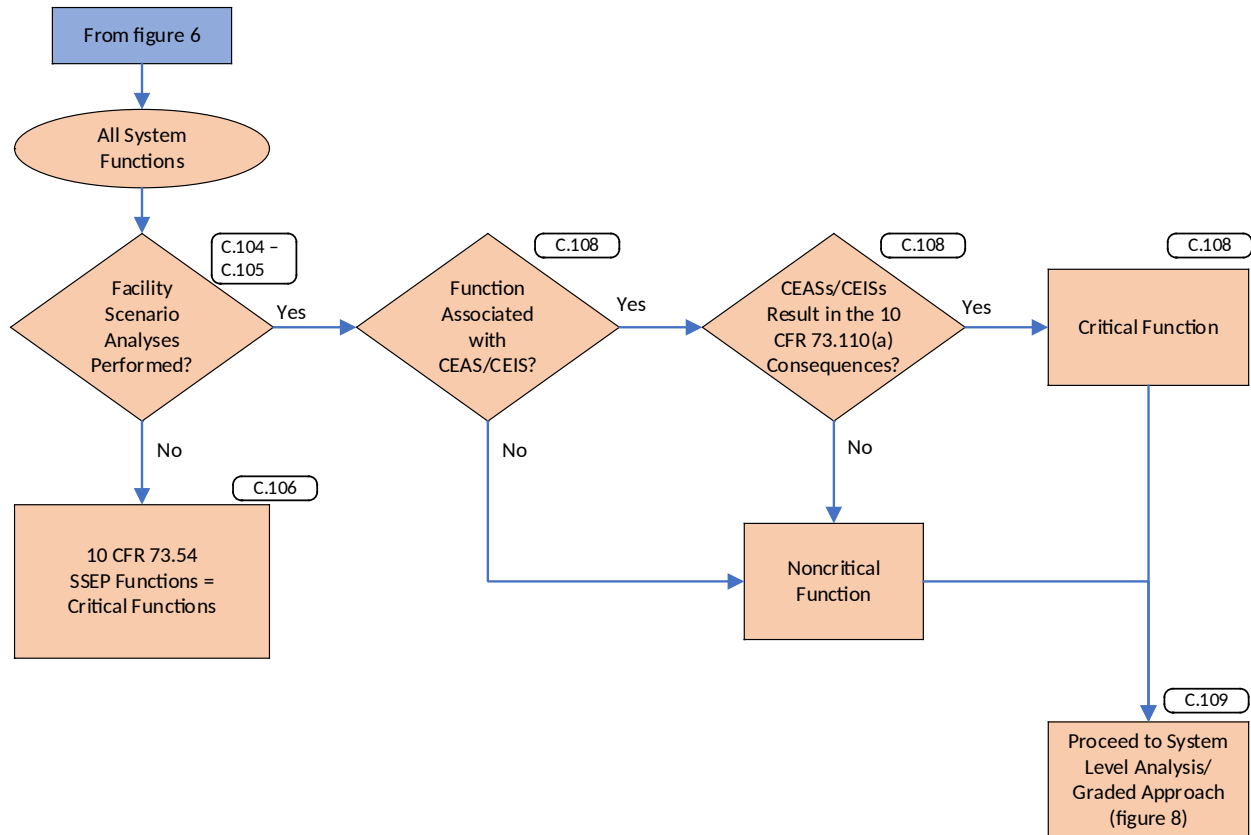 From figure 6
All System
Functions
C.104 –
C.105
Facility
Scenario
Analyses
Performed?
Yes
No
C.106
10 CFR 73.54
SSEP Functions =
Critical Functions
C.108
Function
Associated
with
CEAS/CEIS?
Yes
No
C.108
CEASs/CEISs
Result in the 10
CFR 73.110(a)
Consequences?
Yes
No
C.108
Critical Function
Noncritical
Function
C.109
Proceed to System
Level Analysis/
Graded Approach
(figure 8)